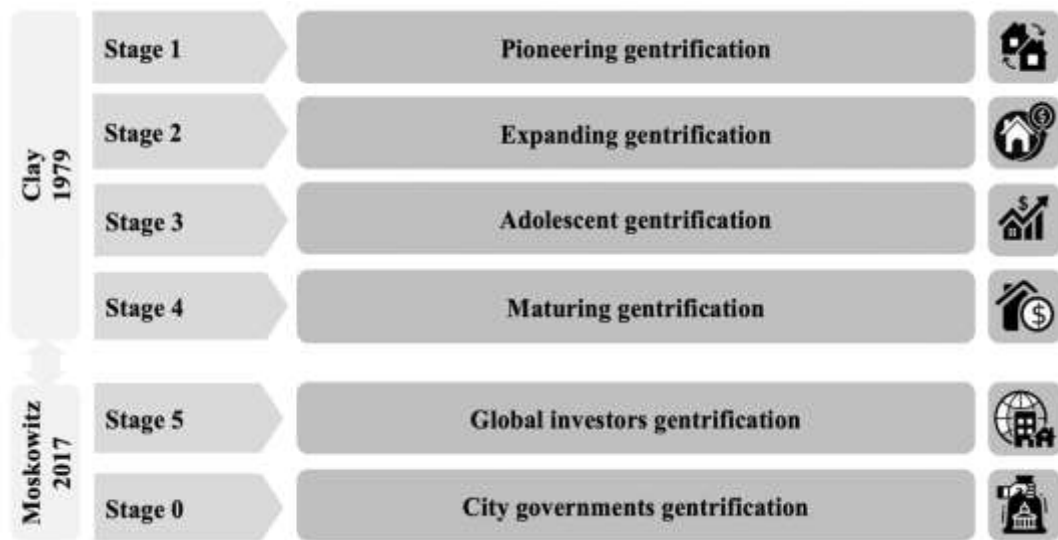 Clay
1979
Stage 1
Pioneering gentrification
Stage 2
Expanding gentrification
$
Stage 3
Adolescent gentrification
$
Stage 4
Maturing gentrification
$
Moskowitz
2017
Stage 5
Global investors gentrification
Stage 0
City governments gentrification